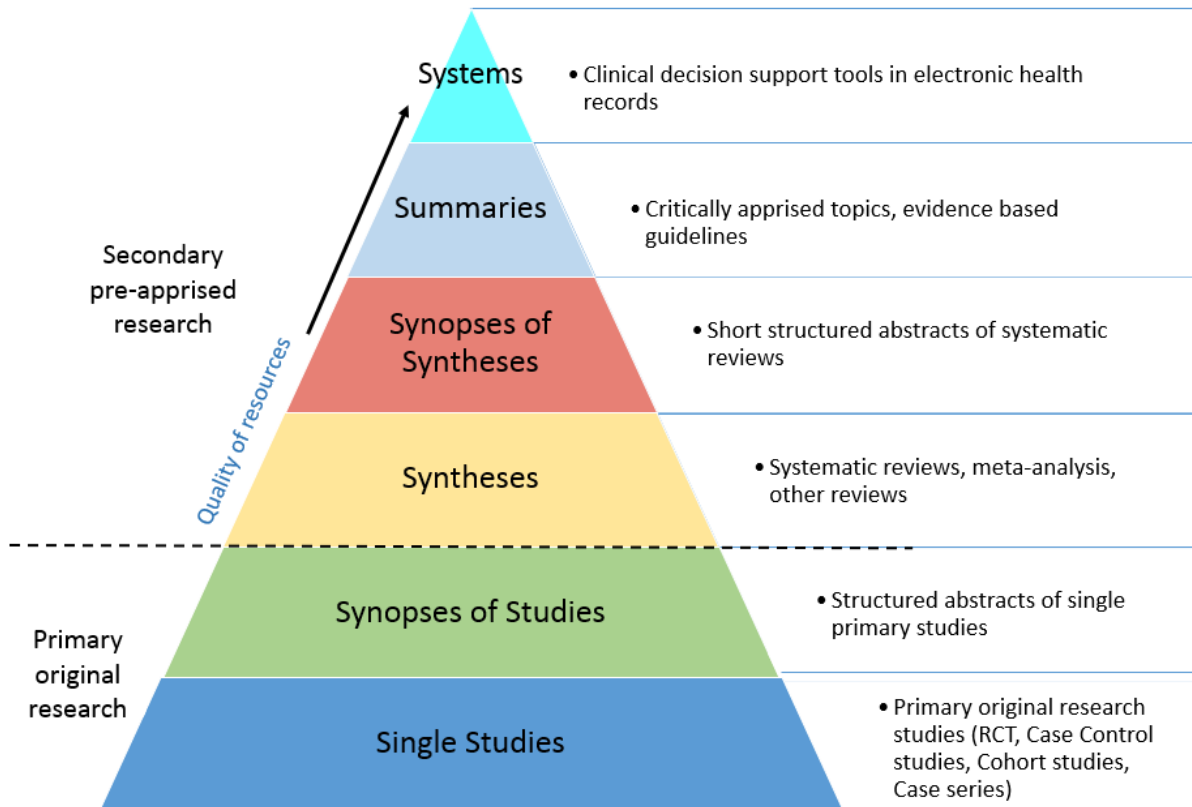 Systems
• Clinical decision support tools in electronic health
records
Summaries
• Critically apprised topics, evidence based
guidelines
Secondary
pre-apprised
research
Synopses of
Syntheses
• Short structured abstracts of systematic
reviews
Quality of resources
Syntheses
• Systematic reviews, meta-analysis,
other reviews
Synopses of Studies
• Structured abstracts of single
primary studies
Primary
original
research
Single Studies
• Primary original research
studies (RCT, Case Control
studies, Cohort studies,
Case series)